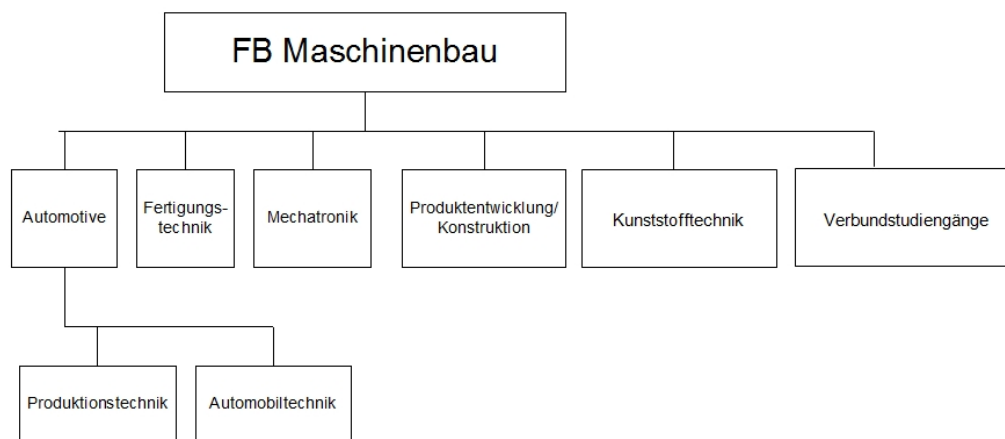 FB Maschinenbau
Automotive
Fertigungs-
technik
Mechatronik
Produktentwicklung/
Konstruktion
Kunststofftechnik
Verbundstudiengänge
Produktionstechnik
Automobiltechnik